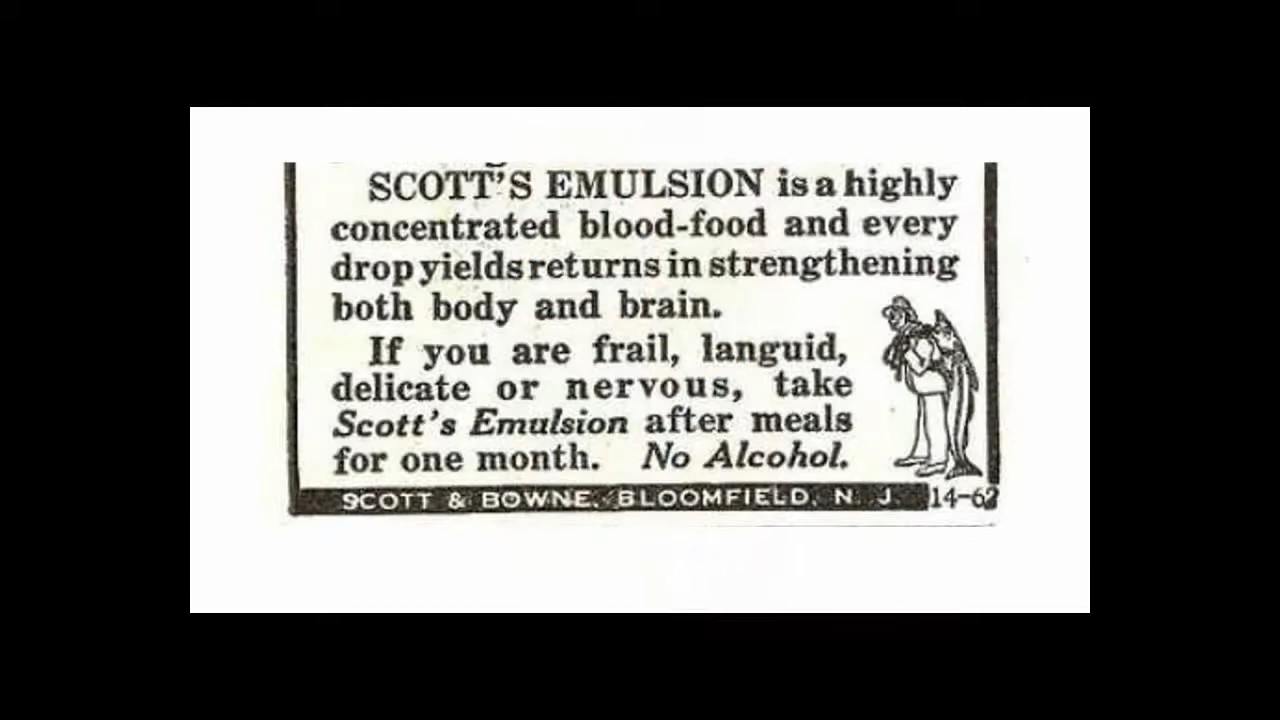 SCOTT'S EMULSION is a highly
concentrated blood-food and every
drop yields returns in strengthening
both body and brain.
If you are frail, languid,
delicate or nervous, take
Scott's Emulsion after meals
for one month. No Alcohol.
SCOTT & BOWNE, BLOOMFIELD, N. J. 14-62